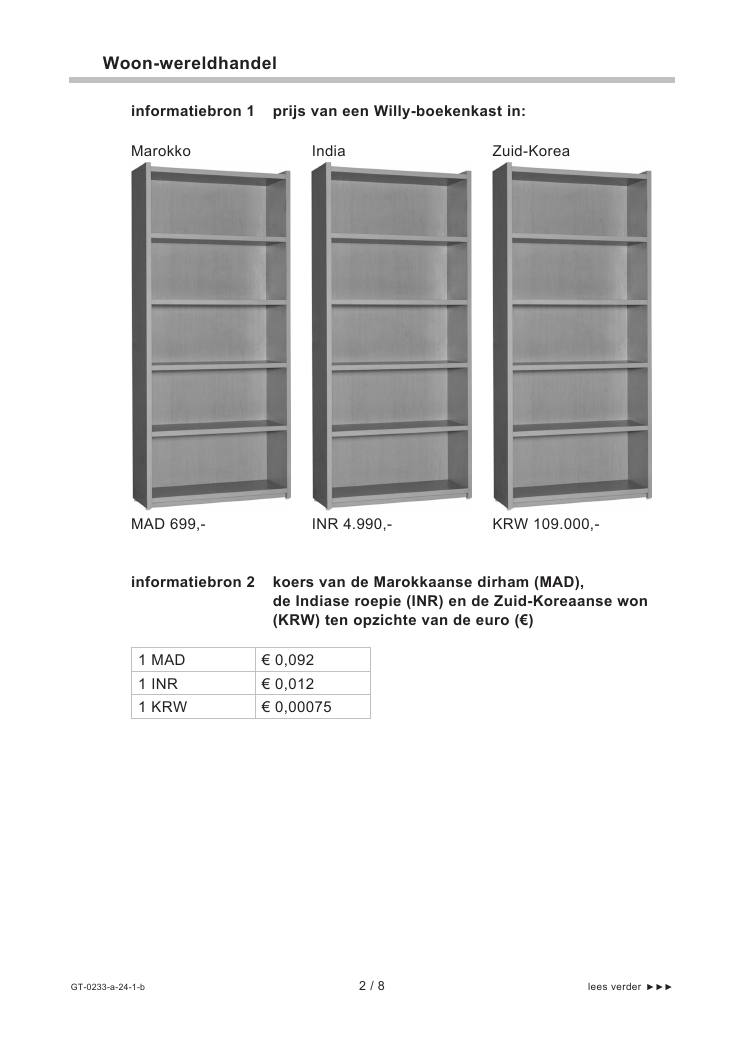 Woon-wereldhandel
informatiebron 1 prijs van een Willy-boekenkast in:
Marokko India Zuid-Korea
MAD 699,- INR 4.990,- KRW 109.000,-
informatiebron 2 koers van de Marokkaanse dirham (MAD),
de Indiase roepie (INR) en de Zuid-Koreaanse won
(KRW) ten opzichte van de euro (€)
1 MAD € 0,092
1 INR € 0,012
1 KRW € 0,00075
GT-0233-a-24-1-b 2 / 8 lees verder ►►►